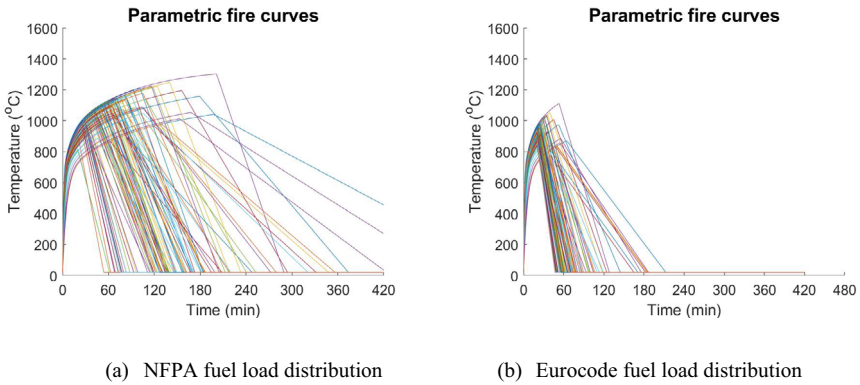 Parametric fire curves
Temperature (°C)
1600
1400
1200
1000
800
600
400
200
0
0 60 120 180 240 300 360 420
Time (min)
(a) NFPA fuel load distribution
Parametric fire curves
Temperature (°C)
1600
1400
1200
1000
800
600
400
200
0
0 60 120 180 240 300 360 420 480
Time (min)
(b) Eurocode fuel load distribution